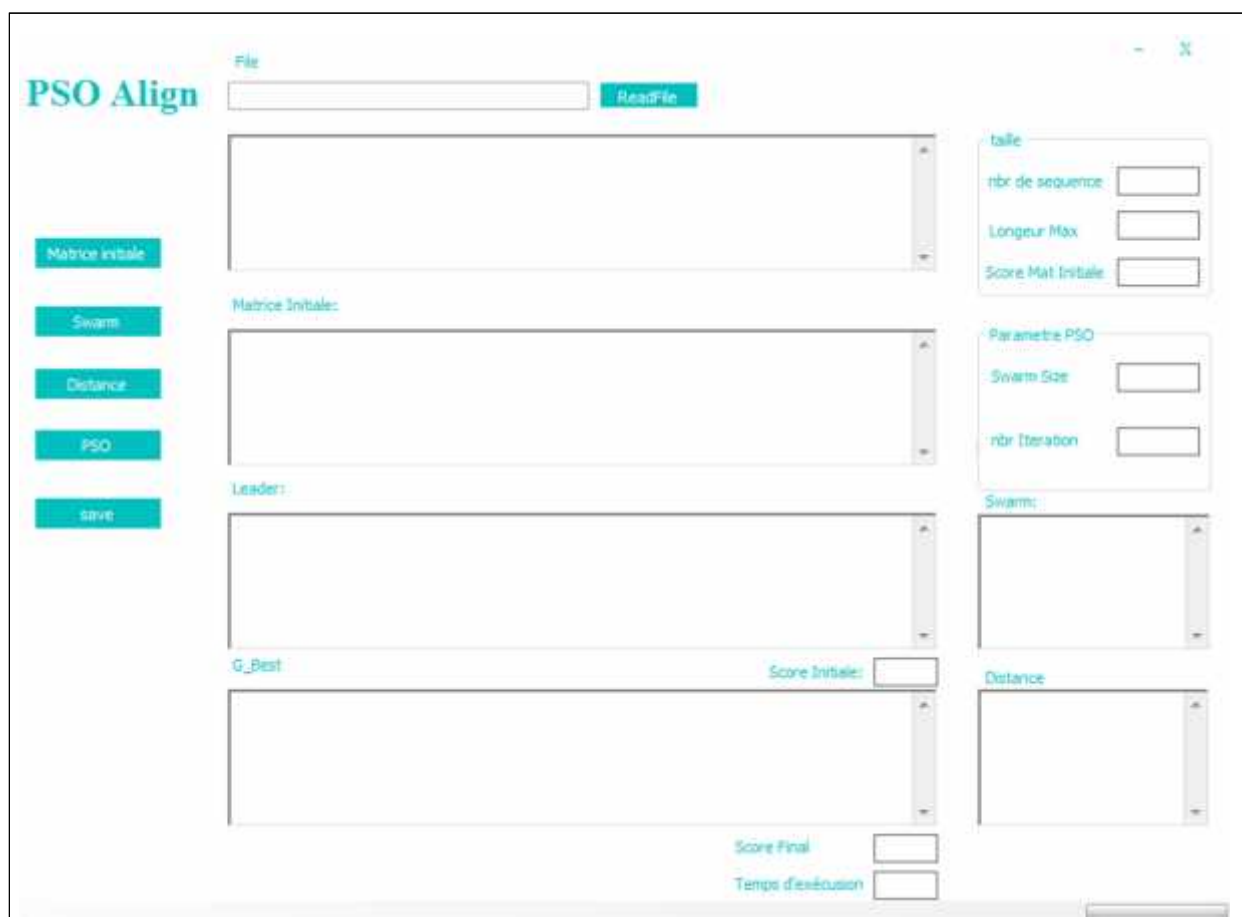 File
- X
PSO Align
ReadFile
taille
nbr de sequence
Longeur Max
Score Mat Initiale
Matrice initiale
Swarm
Distance
PSO
save
Matrice Initiale:
Parametre PSO
Swarm Size
nbr Iteration
Leader:
Swarm:
G_Best
Score Initiale:
Distance
Score Final
Temps d'exécution